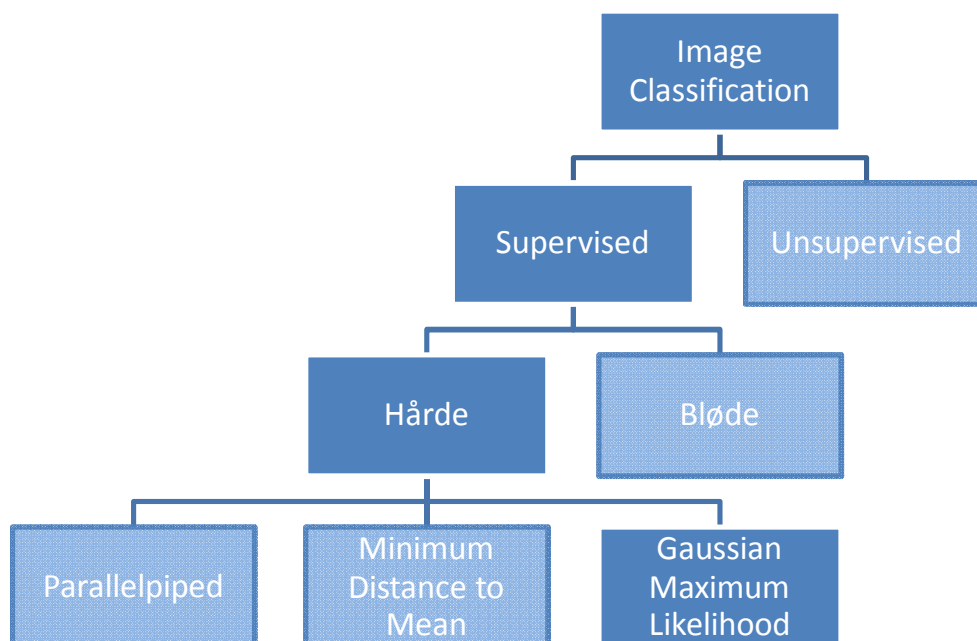 Image
Classification
Supervised
Unsupervised
Hårde
Bløde
Parallelpiped
Minimum
Distance to
Mean
Gaussian
Maximum
Likelihood